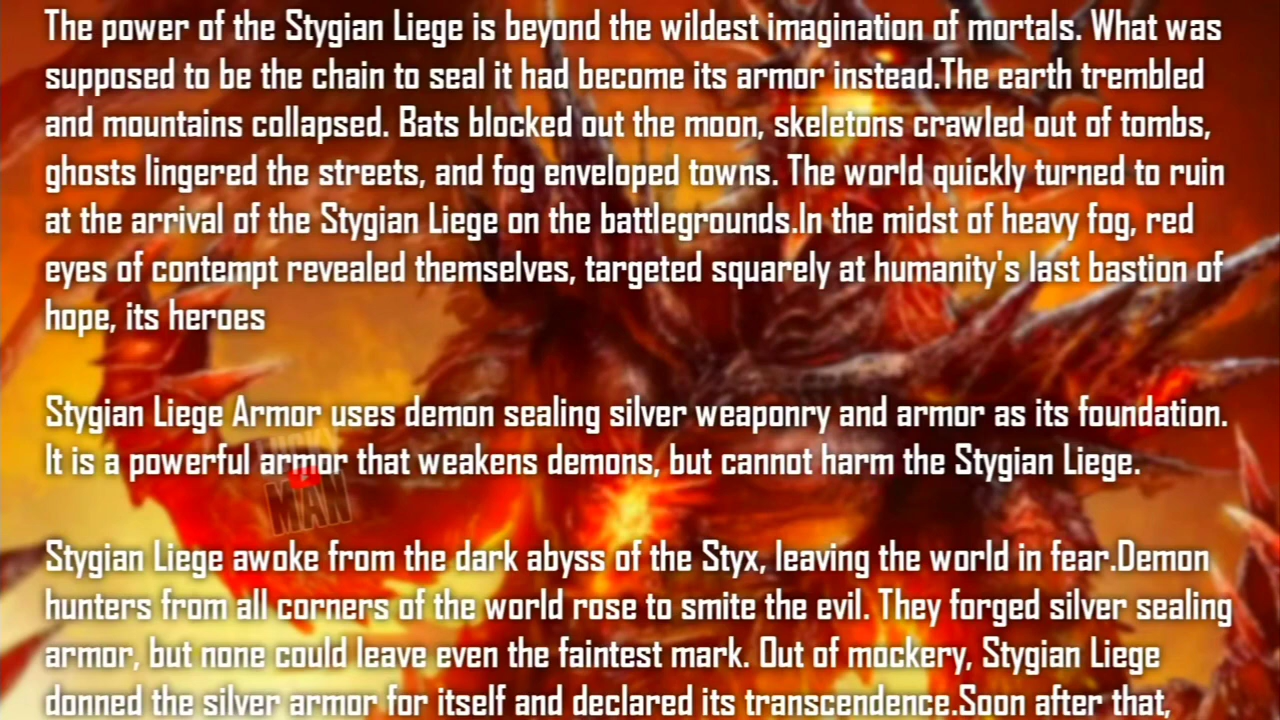 The power of the Stygian Liege is beyond the wildest imagination of mortals. What was
supposed to be the chain to seal it had become its armor instead.The earth trembled
and mountains collapsed. Bats blocked out the moon, skeletons crawled out of tombs,
ghosts lingered the streets, and fog enveloped towns. The world quickly turned to ruin
at the arrival of the Stygian Liege on the battlegrounds.In the midst of heavy fog, red
eyes of contempt revealed themselves, targeted squarely at humanity's last bastion of
hope, its heroes
Stygian Liege Armor uses demon sealing silver weaponry and armor as its foundation.
It is a powerful armor that weakens demons, but cannot harm the Stygian Liege.
LUCKY
MAN
Stygian Liege awoke from the dark abyss of the Styx, leaving the world in fear.Demon
hunters from all corners of the world rose to smite the evil. They forged silver sealing
armor, but none could leave even the faintest mark. Out of mockery, Stygian Liege
donned the silver armor for itself and declared its transcendence.Soon after that,